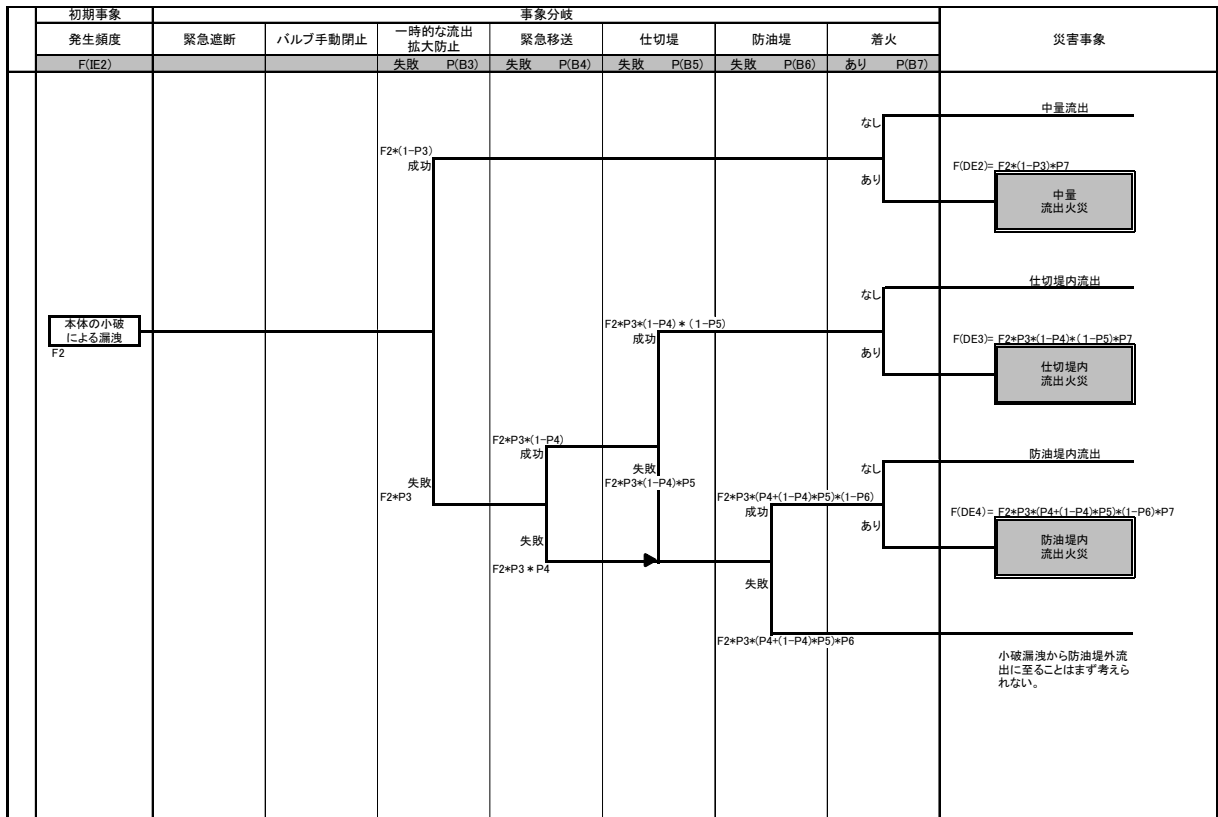 初期事象
事象分岐
発生頻度
緊急遮断
バルブ手動閉止
一時的な流出
拡大防止
緊急移送
仕切堤
防油堤
着火
災害事象
F(IE2)
失敗 P(B3)
失敗 P(B4)
失敗 P(B5)
失敗 P(B6)
あり P(B7)
中量流出
なし
F2*(1-P3)
成功
F(DE2)= F2*(1-P3)*P7
あり
中量
流出火災
仕切堤内流出
なし
本体の小破
による漏洩
F2
F2*P3*(1-P4)*(1-P5)
成功
F(DE3)= F2*P3*(1-P4)*(1-P5)*P7
あり
仕切堤内
流出火災
F2*P3*(1-P4)
成功
防油堤内流出
失敗
F2*P3*(1-P4)*P5
なし
失敗
F2*P3
F2*P3*(P4+(1-P4)*P5)*(1-P6)
成功
F(DE4)= F2*P3*(P4+(1-P4)*P5)*(1-P6)*P7
あり
失敗
防油堤内
流出火災
F2*P3*P4
失敗
F2*P3*(P4+(1-P4)*P5)*P6
小破漏洩から防油堤外流
出に至ることはまず考えら
れない。